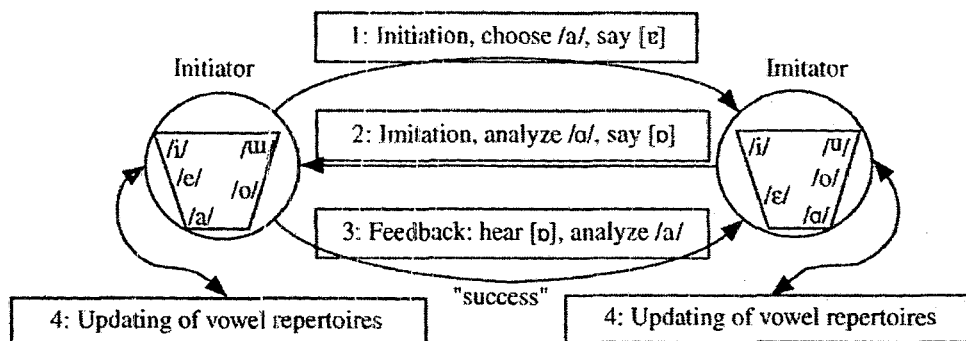 1: Initiation, choose /a/, say [ɐ]
Initiator
Imitator
2: Imitation, analyze /ɑ/, say [ɒ]
/i/ /ɯ/
/e/
/o/
/a/
/i/ /u/
/o/
/ɛ/
/ɑ/
3: Feedback: hear [ɒ], analyze /a/
"success"
4: Updating of vowel repertoires
4: Updating of vowel repertoires